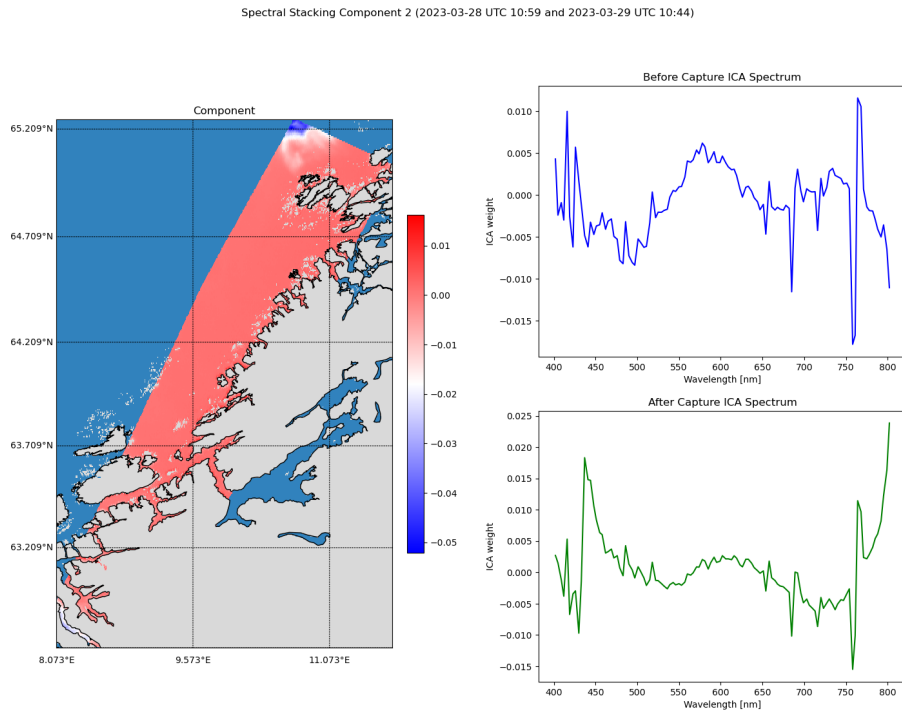 Spectral Stacking Component 2 (2023-03-28 UTC 10:59 and 2023-03-29 UTC 10:44)
Component
65.209°N
64.709°N
64.209°N
63.709°N
63.209°N
8.073°E 9.573°E 11.073°E
0.01
0.00
−0.01
−0.02
−0.03
−0.04
−0.05
Before Capture ICA Spectrum
ICA weight
0.010
0.005
0.000
−0.005
−0.010
−0.015
400 450 500 550 600 650 700 750 800
Wavelength [nm]
After Capture ICA Spectrum
ICA weight
0.025
0.020
0.015
0.010
0.005
0.000
−0.005
−0.010
−0.015
400 450 500 550 600 650 700 750 800
Wavelength [nm]